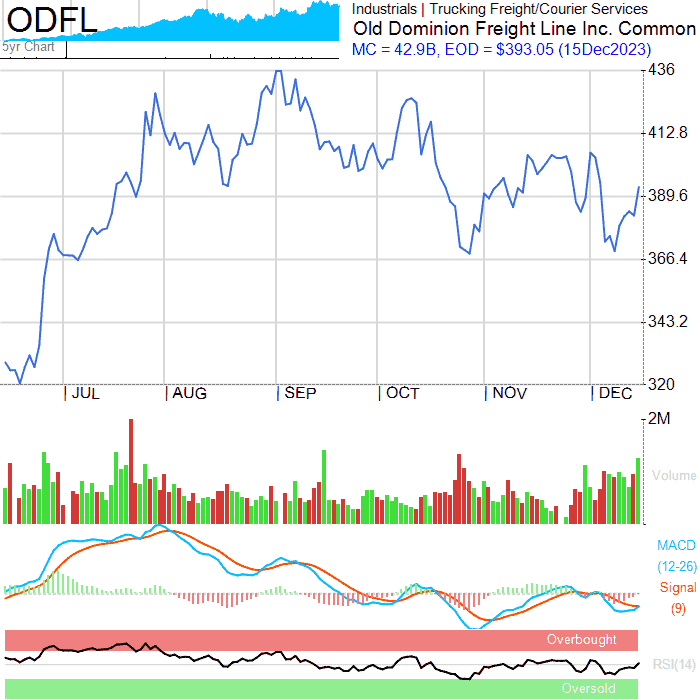 ODFL
5yr Chart
Industrials | Trucking Freight/Courier Services
Old Dominion Freight Line Inc. Common
MC = 42.9B, EOD = $393.05 (15Dec2023)
436
412.8
389.6
366.4
343.2
320
JUL AUG SEP OCT NOV DEC
2M
Volume
MACD
(12-26)
Signal
(9)
Overbought
RSI(14)
Oversold